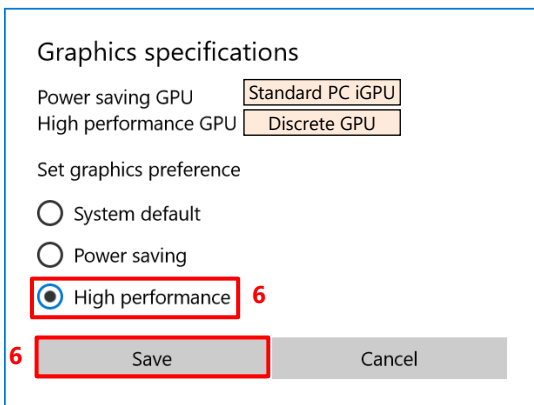 Graphics specifications
Power saving GPU Standard PC iGPU
High performance GPU Discrete GPU
Set graphics preference
System default
Power saving
High performance 6
6 Save Cancel